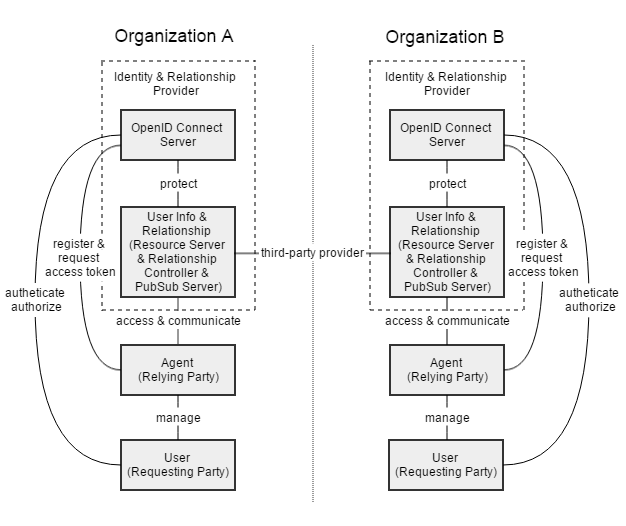 Organization A
Identity & Relationship
Provider
OpenID Connect
Server
protect
User Info &
Relationship
(Resource Server
& Relationship
Controller &
PubSub Server)
register &
request
access token
autheticate
authorize
access & communicate
Agent
(Relying Party)
manage
User
(Requesting Party)
third-party provider
Organization B
Identity & Relationship
Provider
OpenID Connect
Server
protect
User Info &
Relationship
(Resource Server
& Relationship
Controller &
PubSub Server)
register &
request
access token
autheticate
authorize
access & communicate
Agent
(Relying Party)
manage
User
(Requesting Party)